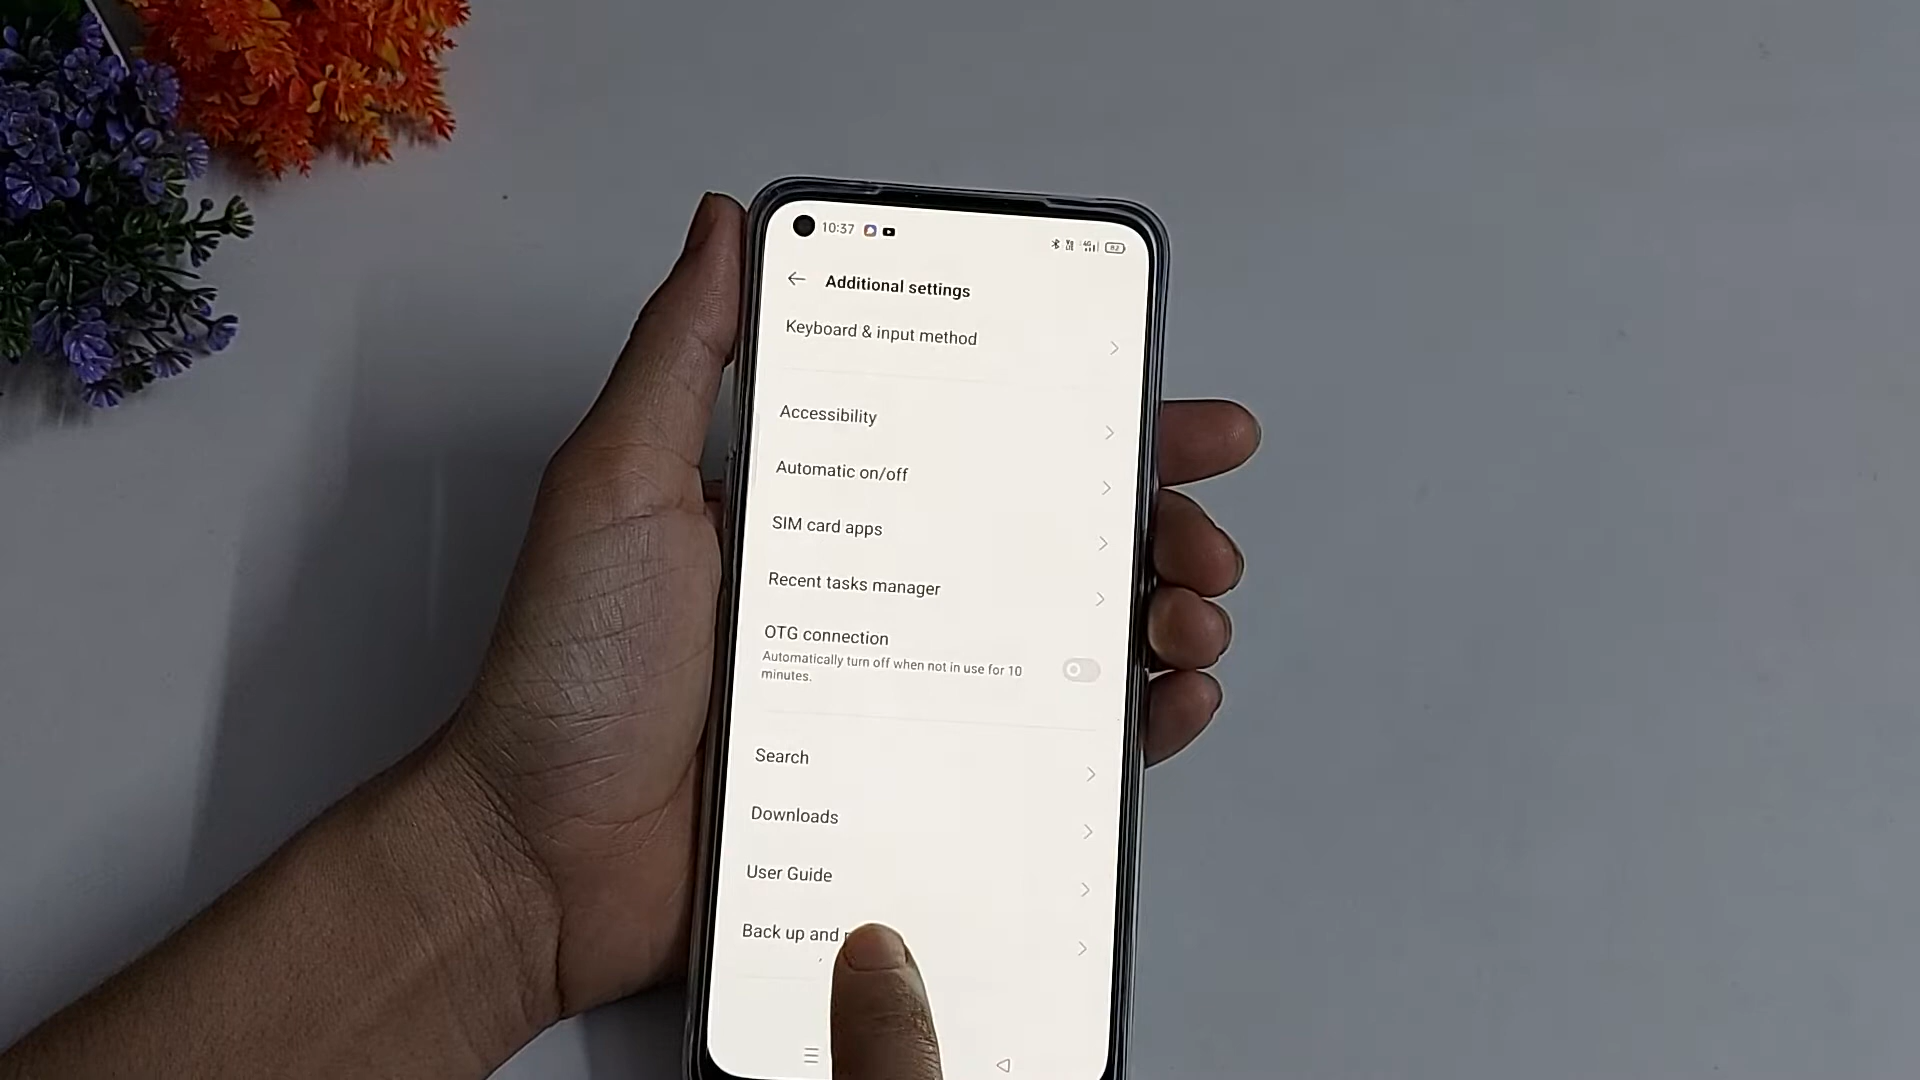 10:37
82
Additional settings
Keyboard & input method
Accessibility
Automatic on/off
SIM card apps
Recent tasks manager
OTG connection
Automatically turn off when not in use for 10
minutes.
Search
Downloads
User Guide
Back up and